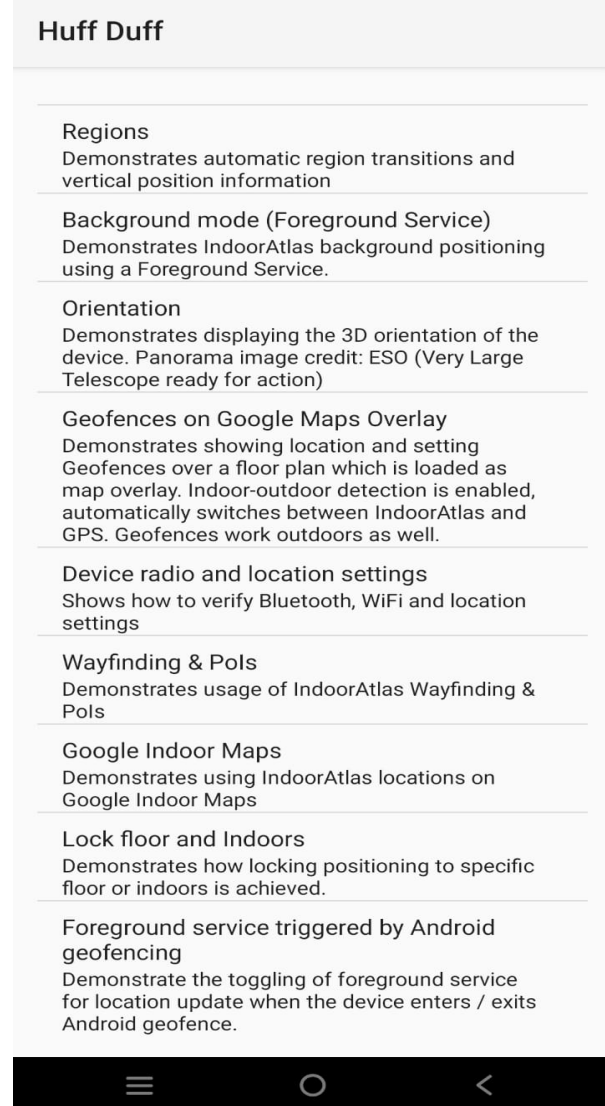 Huff Duff
Regions
Demonstrates automatic region transitions and
vertical position information
Background mode (Foreground Service)
Demonstrates IndoorAtlas background positioning
using a Foreground Service.
Orientation
Demonstrates displaying the 3D orientation of the
device. Panorama image credit: ESO (Very Large
Telescope ready for action)
Geofences on Google Maps Overlay
Demonstrates showing location and setting
Geofences over a floor plan which is loaded as
map overlay. Indoor-outdoor detection is enabled,
automatically switches between IndoorAtlas and
GPS. Geofences work outdoors as well.
Device radio and location settings
Shows how to verify Bluetooth, WiFi and location
settings
Wayfinding & PoIs
Demonstrates usage of IndoorAtlas Wayfinding &
PoIs
Google Indoor Maps
Demonstrates using IndoorAtlas locations on
Google Indoor Maps
Lock floor and Indoors
Demonstrates how locking positioning to specific
floor or indoors is achieved.
Foreground service triggered by Android
geofencing
Demonstrate the toggling of foreground service
for location update when the device enters / exits
Android geofence.